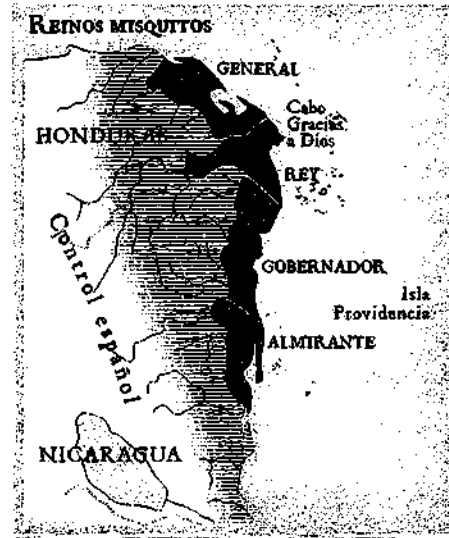 REINOS MISQUITOS
GENERAL
Cabo
Gracias
a Dios
HONDURAS
REY
Control español
GOBERNADOR
Isla
Providencia
ALMIRANTE
NICARAGUA